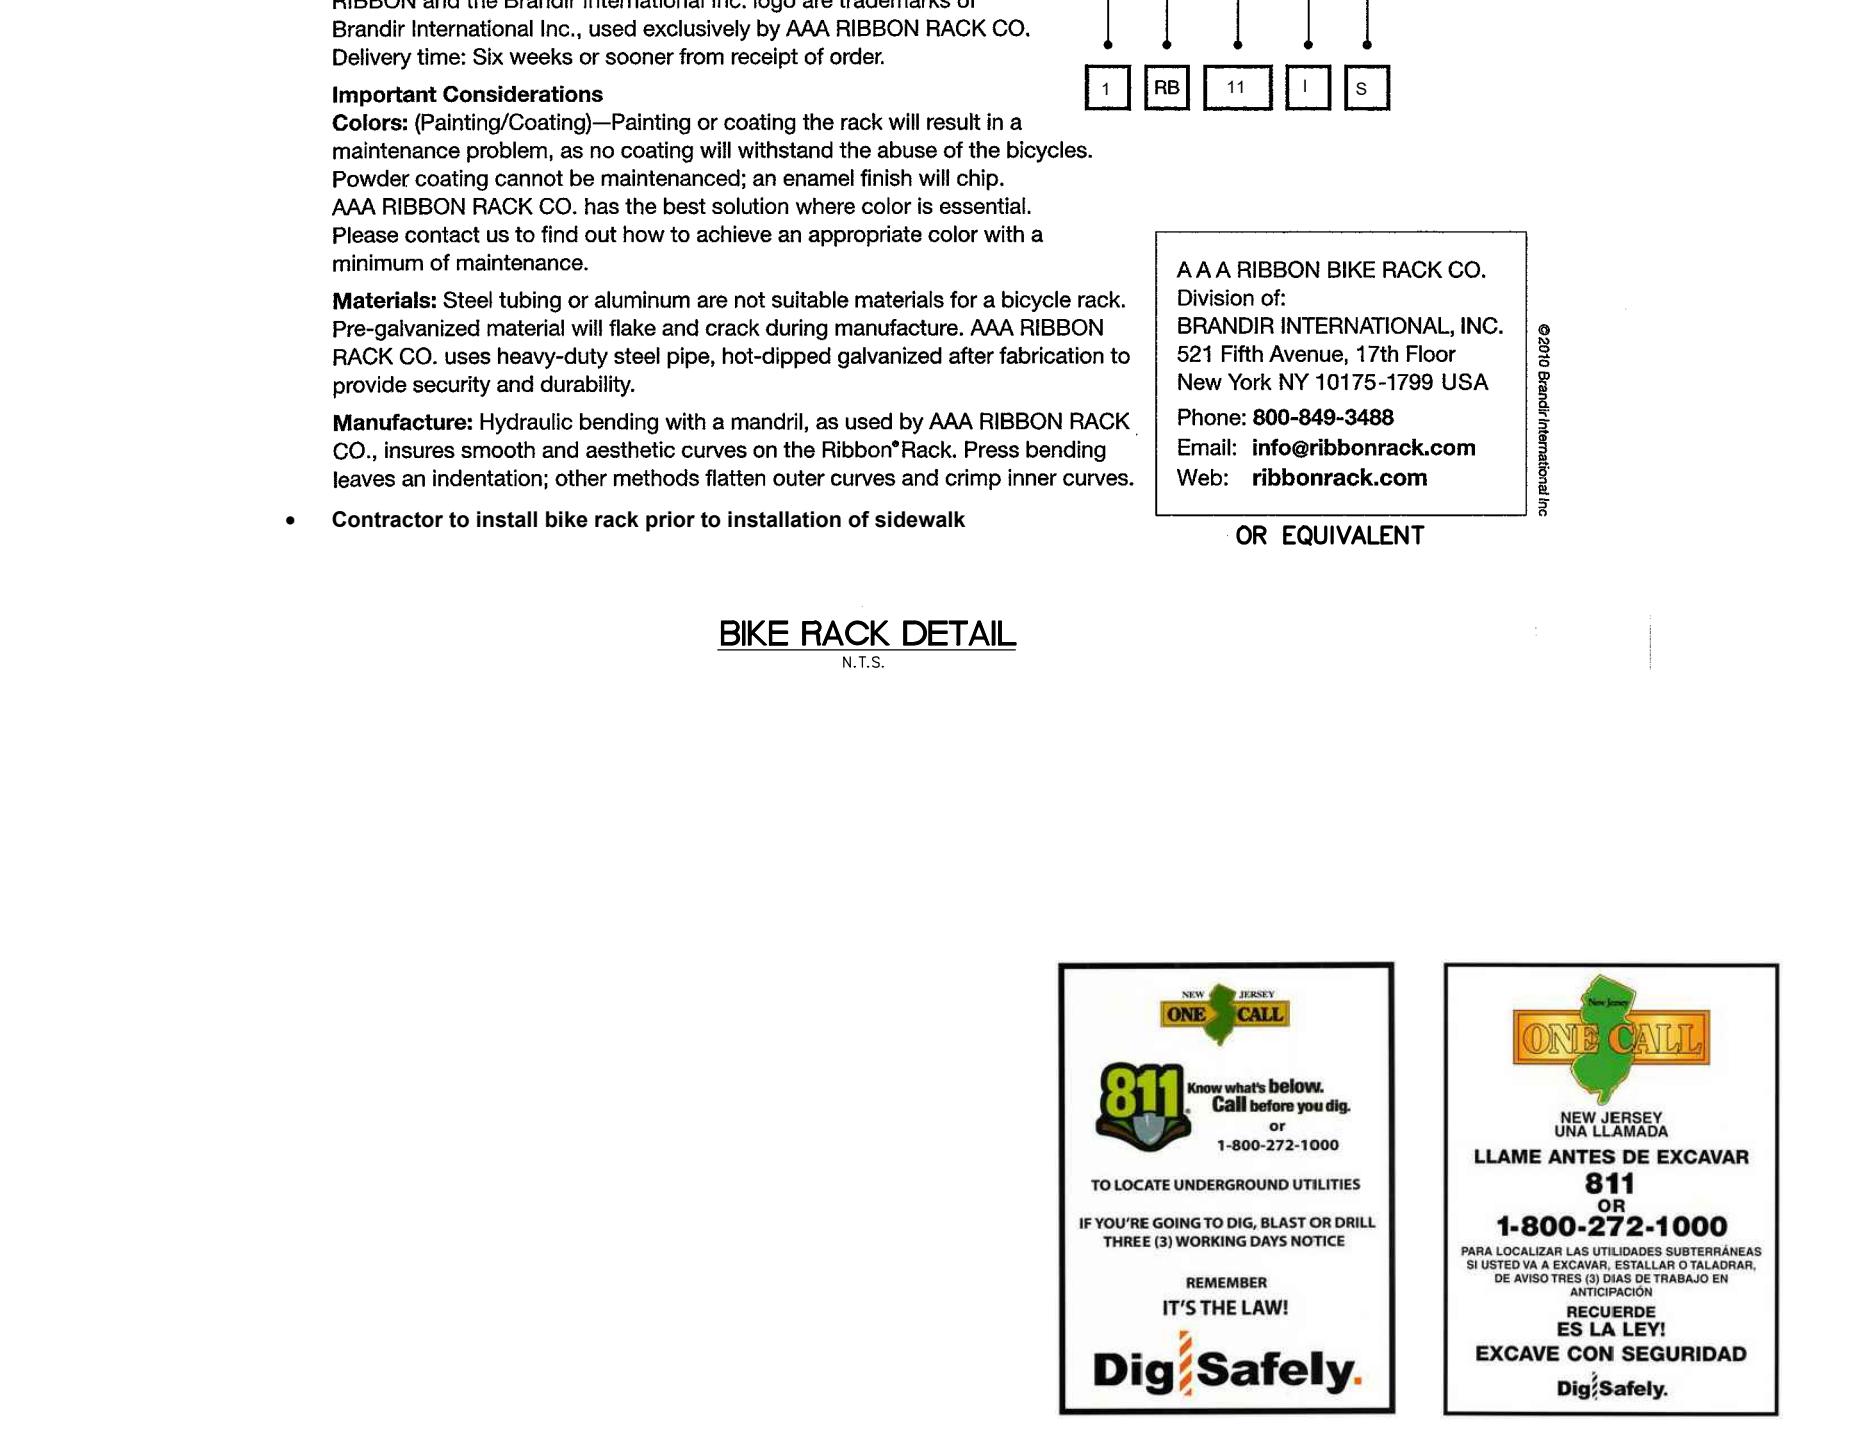 RIBBON and the Brandir International Inc. logo are trademarks of
Brandir International Inc., used exclusively by AAA RIBBON RACK CO.
Delivery time: Six weeks or sooner from receipt of order.
1 RB 11 I S
Important Considerations
Colors: (Painting/Coating)—Painting or coating the rack will result in a
maintenance problem, as no coating will withstand the abuse of the bicycles.
Powder coating cannot be maintenanced; an enamel finish will chip.
AAA RIBBON RACK CO. has the best solution where color is essential.
Please contact us to find out how to achieve an appropriate color with a
minimum of maintenance.
Materials: Steel tubing or aluminum are not suitable materials for a bicycle rack.
Pre-galvanized material will flake and crack during manufacture. AAA RIBBON
RACK CO. uses heavy-duty steel pipe, hot-dipped galvanized after fabrication to
provide security and durability.
Manufacture: Hydraulic bending with a mandril, as used by AAA RIBBON RACK
CO., insures smooth and aesthetic curves on the Ribbon® Rack. Press bending
leaves an indentation; other methods flatten outer curves and crimp inner curves.
• Contractor to install bike rack prior to installation of sidewalk
A A A RIBBON BIKE RACK CO.
Division of:
BRANDIR INTERNATIONAL, INC.
521 Fifth Avenue, 17th Floor
New York NY 10175-1799 USA
Phone: 800-849-3488
Email: info@ribbonrack.com
Web: ribbonrack.com
©2010 Brandir International Inc
OR EQUIVALENT
BIKE RACK DETAIL
N.T.S.
NEW JERSEY
ONE CALL
811
Know what's below.
Call before you dig.
or
1-800-272-1000
TO LOCATE UNDERGROUND UTILITIES
IF YOU'RE GOING TO DIG, BLAST OR DRILL
THREE (3) WORKING DAYS NOTICE
REMEMBER
IT'S THE LAW!
Dig Safely.
New Jersey
ONE CALL
NEW JERSEY
UNA LLAMADA
LLAME ANTES DE EXCAVAR
811
OR
1-800-272-1000
PARA LOCALIZAR LAS UTILIDADES SUBTERRÁNEAS
SI USTED VA A EXCAVAR, ESTALLAR O TALADRAR,
DE AVISO TRES (3) DIAS DE TRABAJO EN
ANTICIPACIÓN
RECUERDE
ES LA LEY!
EXCAVE CON SEGURIDAD
Dig Safely.